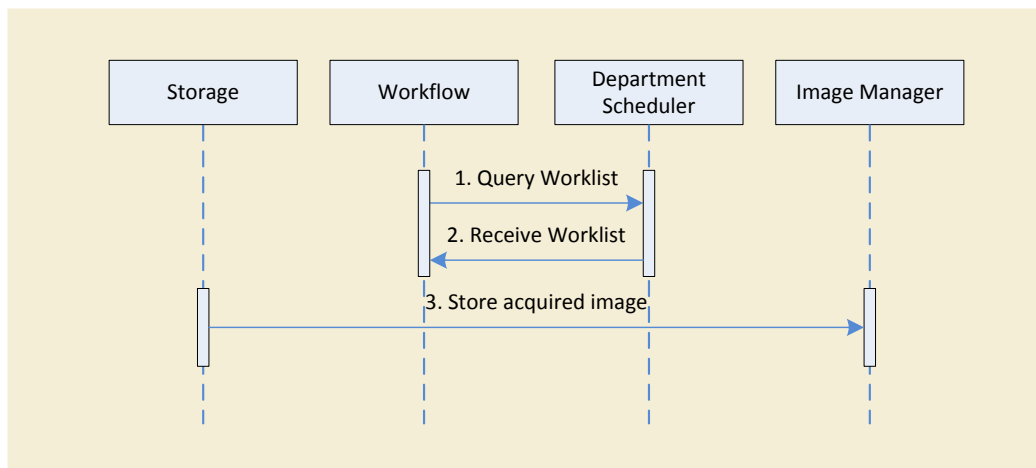 Storage
Workflow
Department
Scheduler
Image Manager
1. Query Worklist
2. Receive Worklist
3. Store acquired image